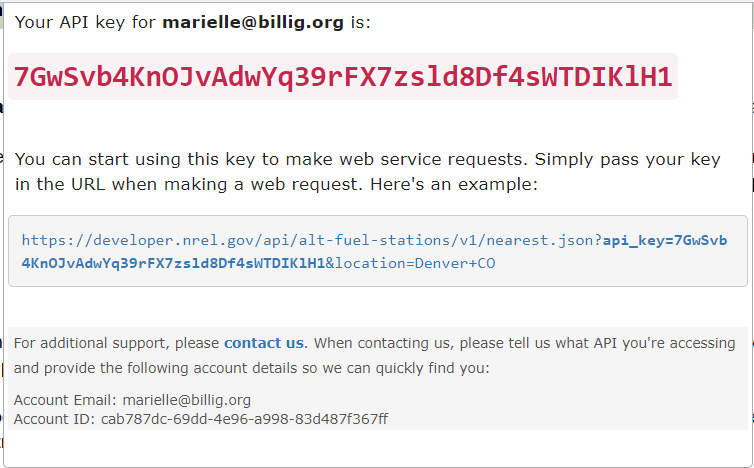 Your API key for marielle@billig.org is:
7GwSvb4KnOJvAdwYq39rFX7zsld8Df4sWTDIKlH1
You can start using this key to make web service requests. Simply pass your key
in the URL when making a web request. Here's an example:
https://developer.nrel.gov/api/alt-fuel-stations/v1/nearest.json?api_key=7GwSvb
4KnOJvAdwYq39rFX7zsld8Df4sWTDIKlH1&location=Denver+CO
For additional support, please contact us. When contacting us, please tell us what API you're accessing
and provide the following account details so we can quickly find you:
Account Email: marielle@billig.org
Account ID: cab787dc-69dd-4e96-a998-83d487f367ff